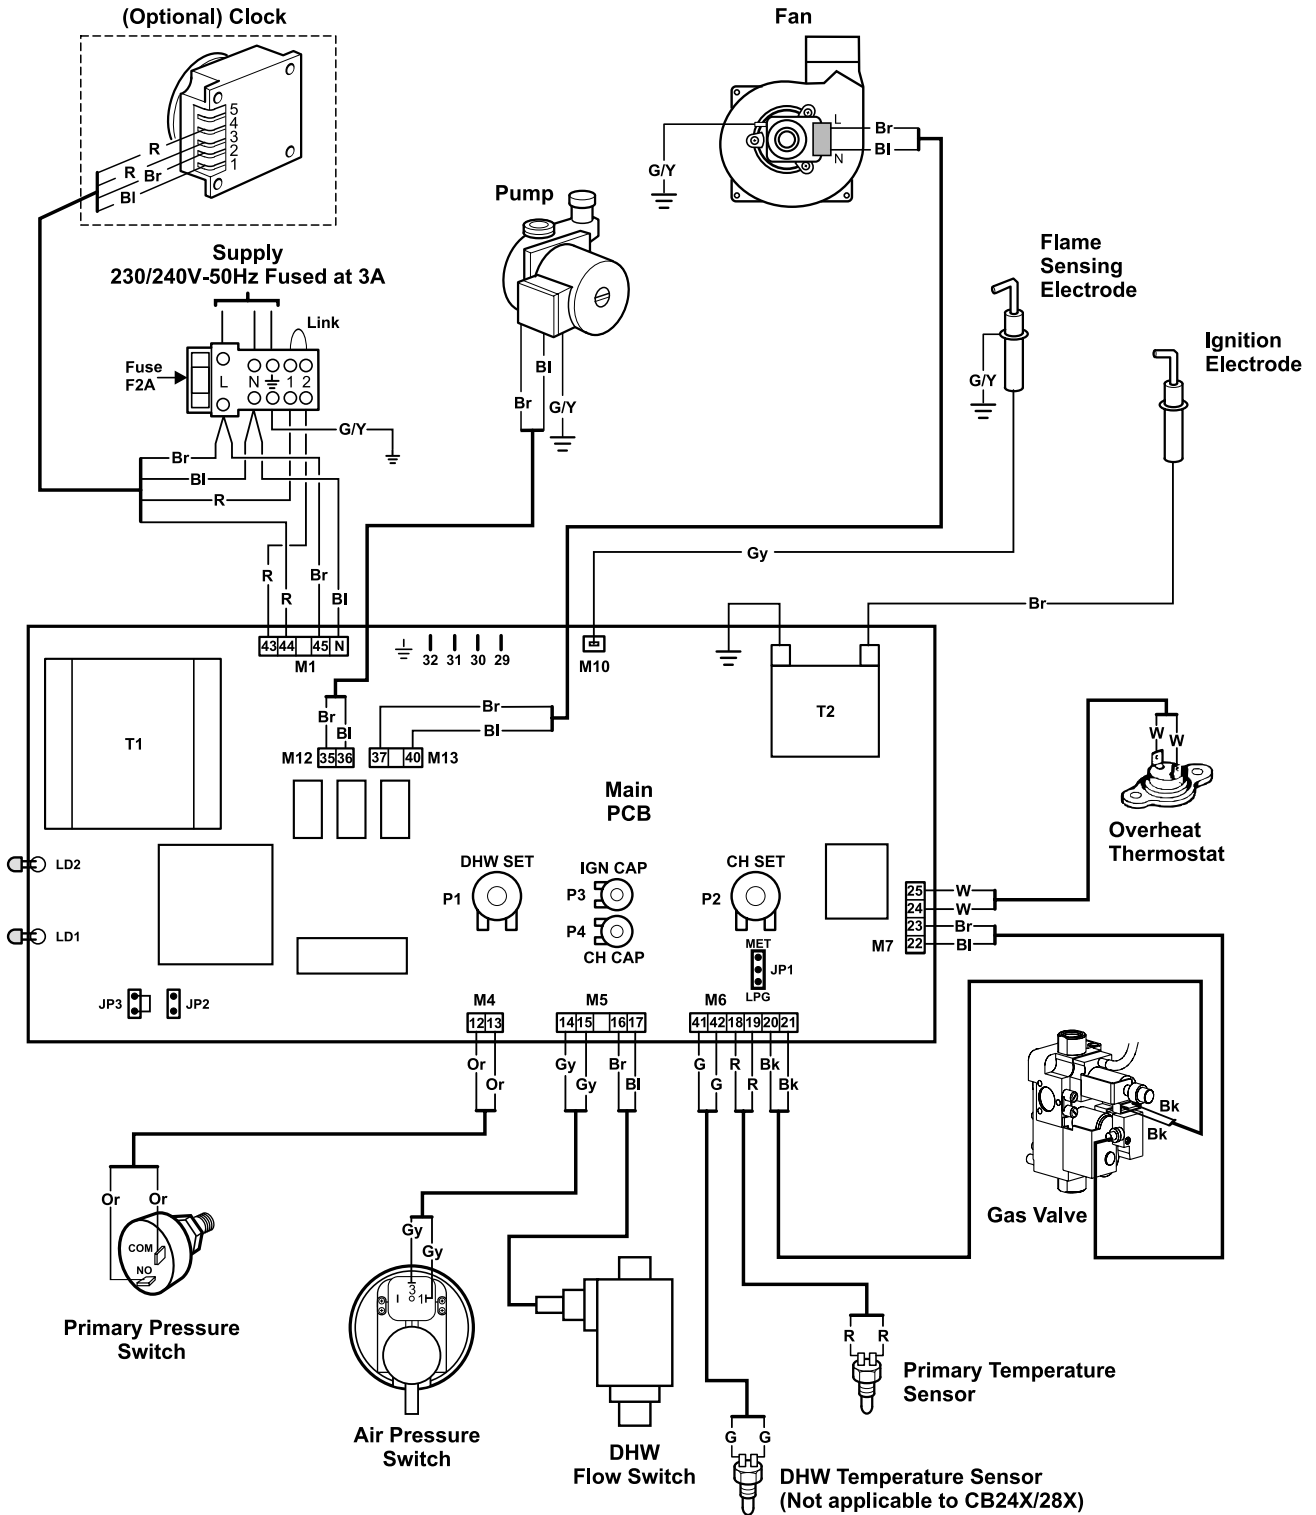 (Optional) Clock
Fan
5
4
3
2
1
R
R
Br
Bl
L
N
Br
Bl
G/Y
Pump
Supply
230/240V-50Hz Fused at 3A
Flame
Sensing
Electrode
Ignition
Electrode
Link
Fuse
F2A
L N 1 2
G/Y
Br
Bl
G/Y
G/Y
Br
Bl
R
R
R
Br
Bl
Gy
Br
43 44 45 N
M1
32 31 30 29
M10
T1
T2
Br
Bl
Br
Bl
M12 35 36
37 40 M13
Main
PCB
W
W
Overheat
Thermostat
LD2
LD1
DHW SET
P1
IGN CAP
P3
P4
CH CAP
CH SET
P2
MET
JP1
LPG
25
24
23
22
M7
W
W
Br
Bl
JP3
JP2
M4
12 13
M5
14 15 16 17
M6
41 42 18 19 20 21
Or
Or
Gy
Gy
Br
Bl
G
G
R
R
Bk
Bk
Bk
Bk
Gas Valve
Or
Or
COM
NO
Primary Pressure
Switch
Gy
Gy
3
1
Air Pressure
Switch
DHW
Flow Switch
R
R
Primary Temperature
Sensor
G
G
DHW Temperature Sensor
(Not applicable to CB24X/28X)